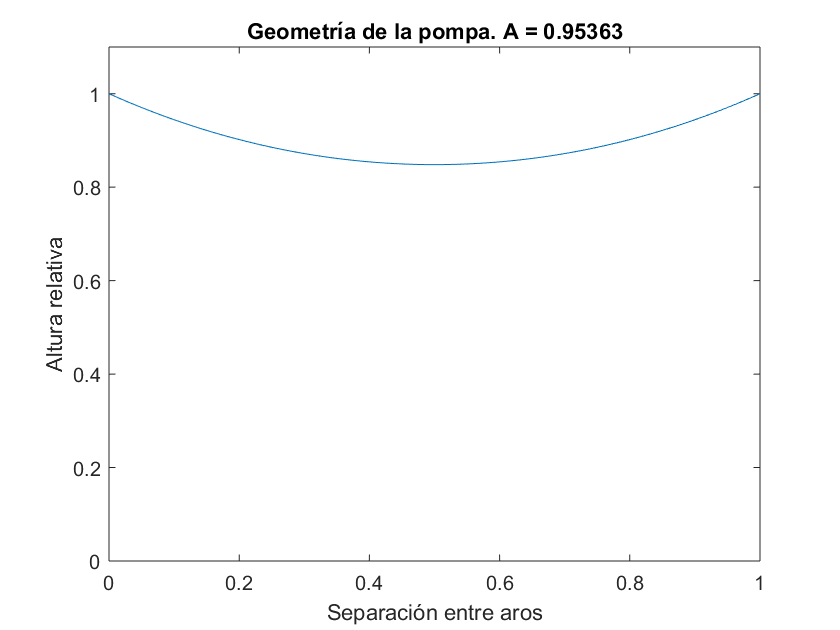 Geometría de la pompa. A = 0.95363
1
0.8
0.6
0.4
0.2
0
Altura relativa
0 0.2 0.4 0.6 0.8 1
Separación entre aros